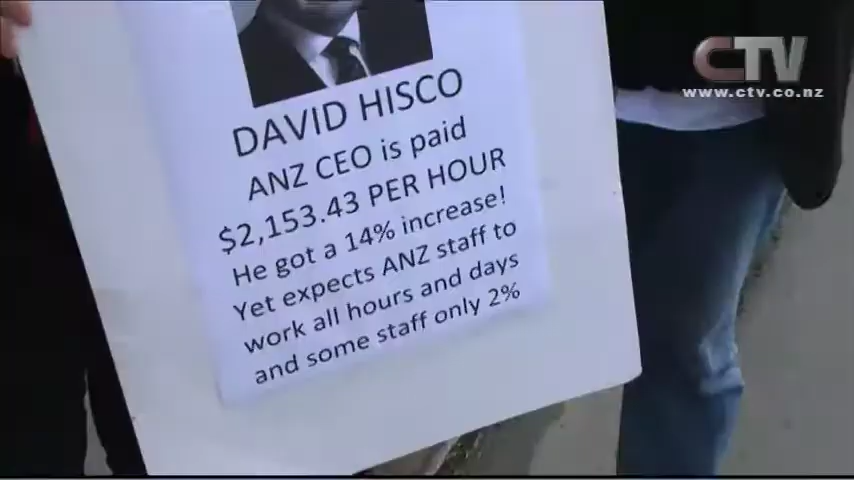 CTV
www.ctv.co.nz
DAVID HISCO
ANZ CEO is paid
$2,153.43 PER HOUR
He got a 14% increase!
Yet expects ANZ staff to
work all hours and days
and some staff only 2%